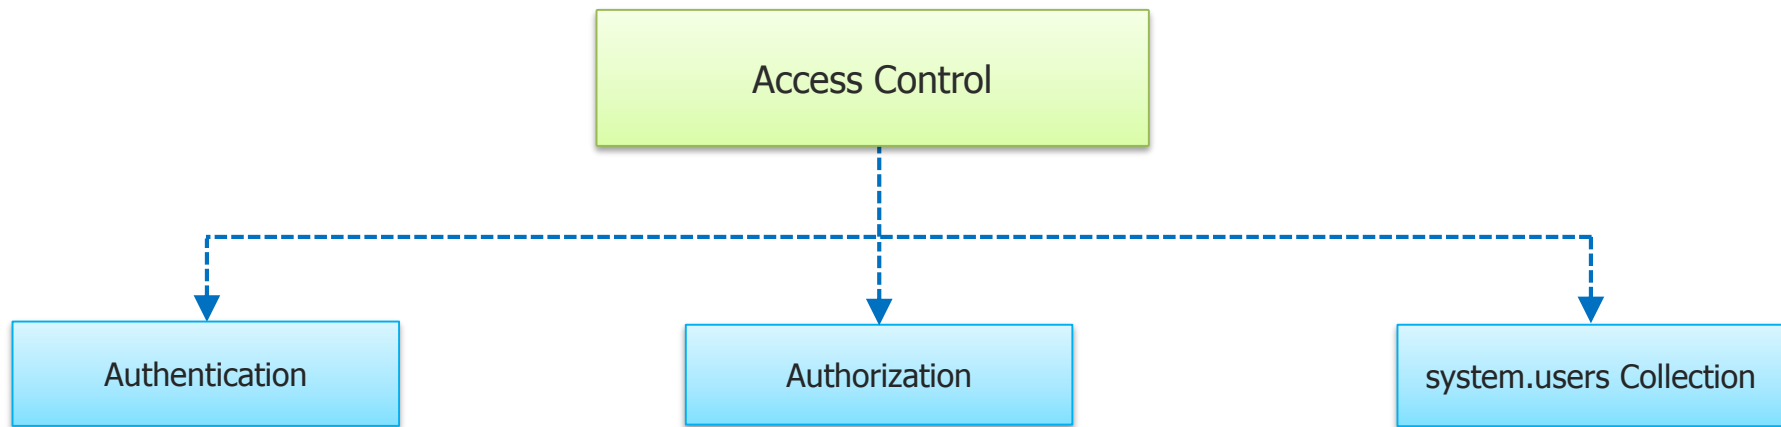 Access Control
Authentication
Authorization
system.users Collection